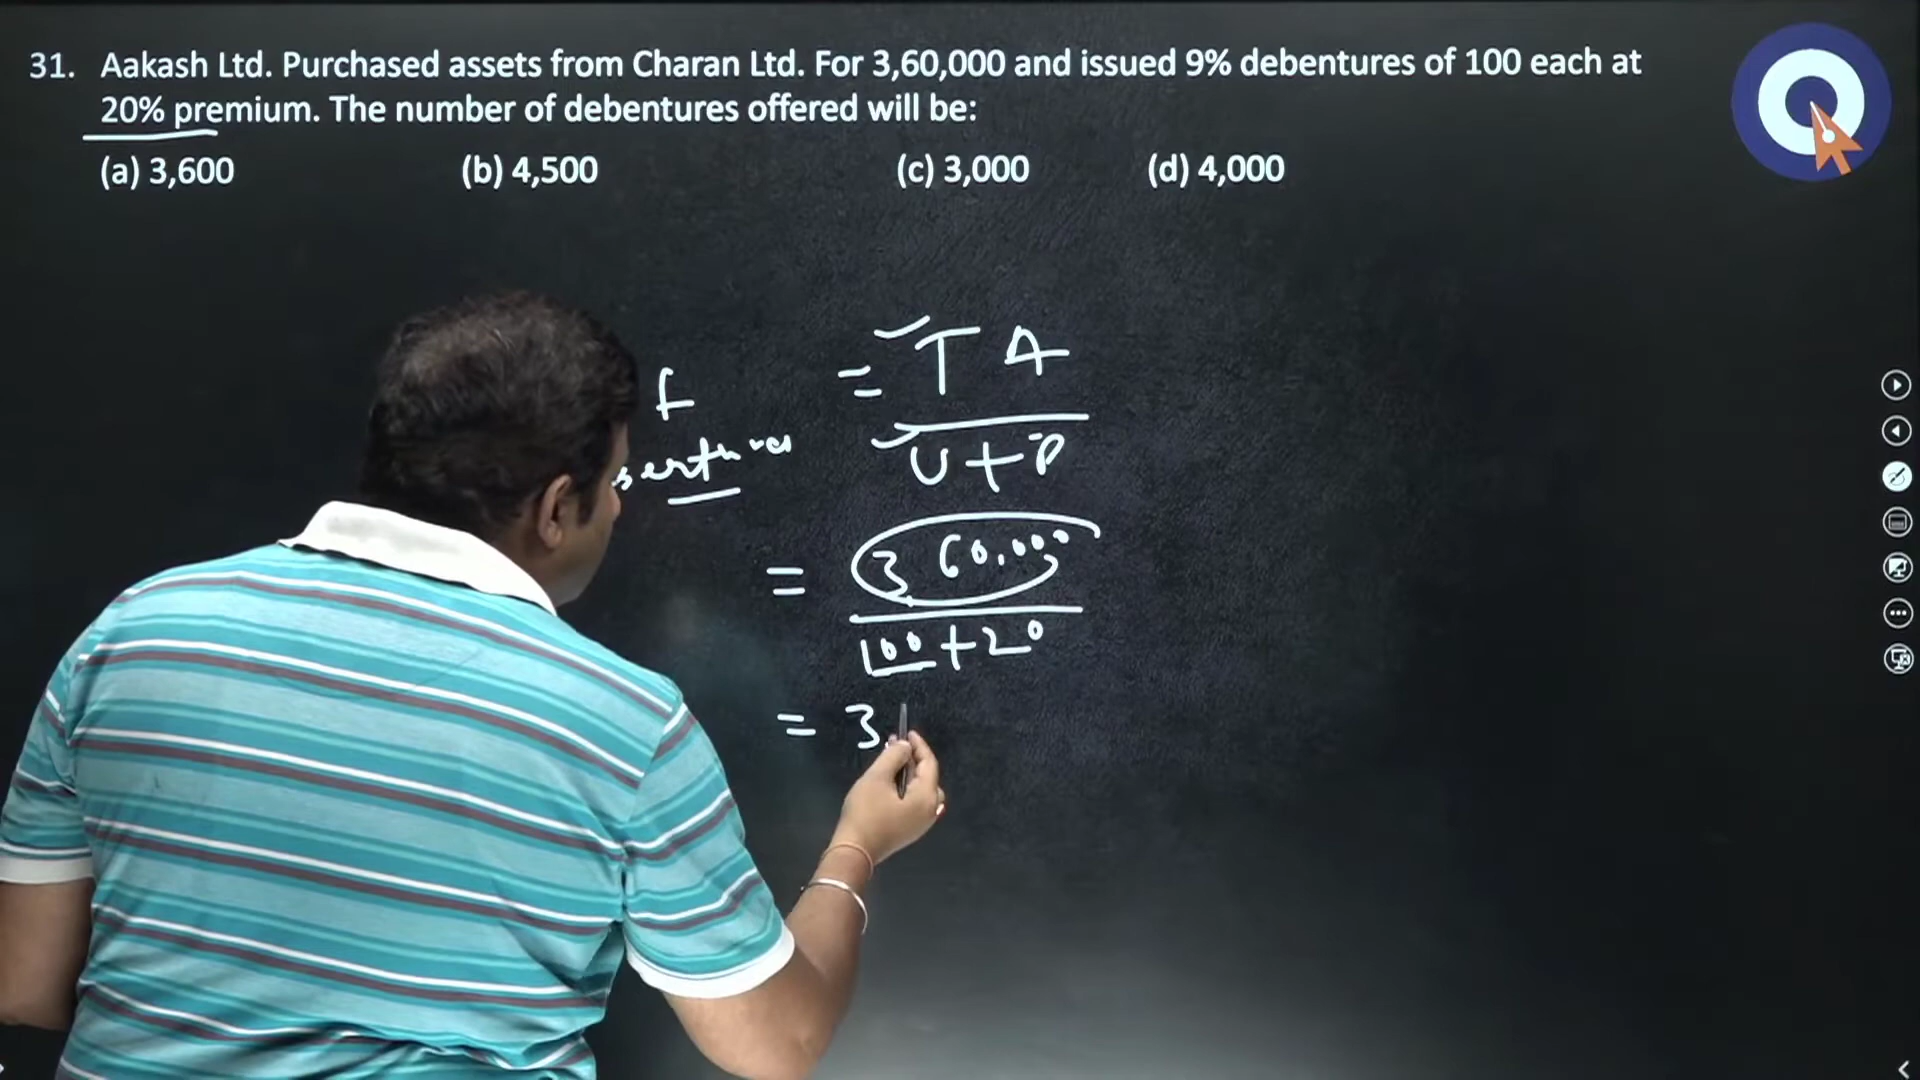 31. Aakash Ltd. Purchased assets from Charan Ltd. For 3,60,000 and issued 9% debentures of 100 each at
20% premium. The number of debentures offered will be:
(a) 3,600 (b) 4,500 (c) 3,000 (d) 4,000
= T A
U + P
= 3,60,000
100 + 20
= 3,